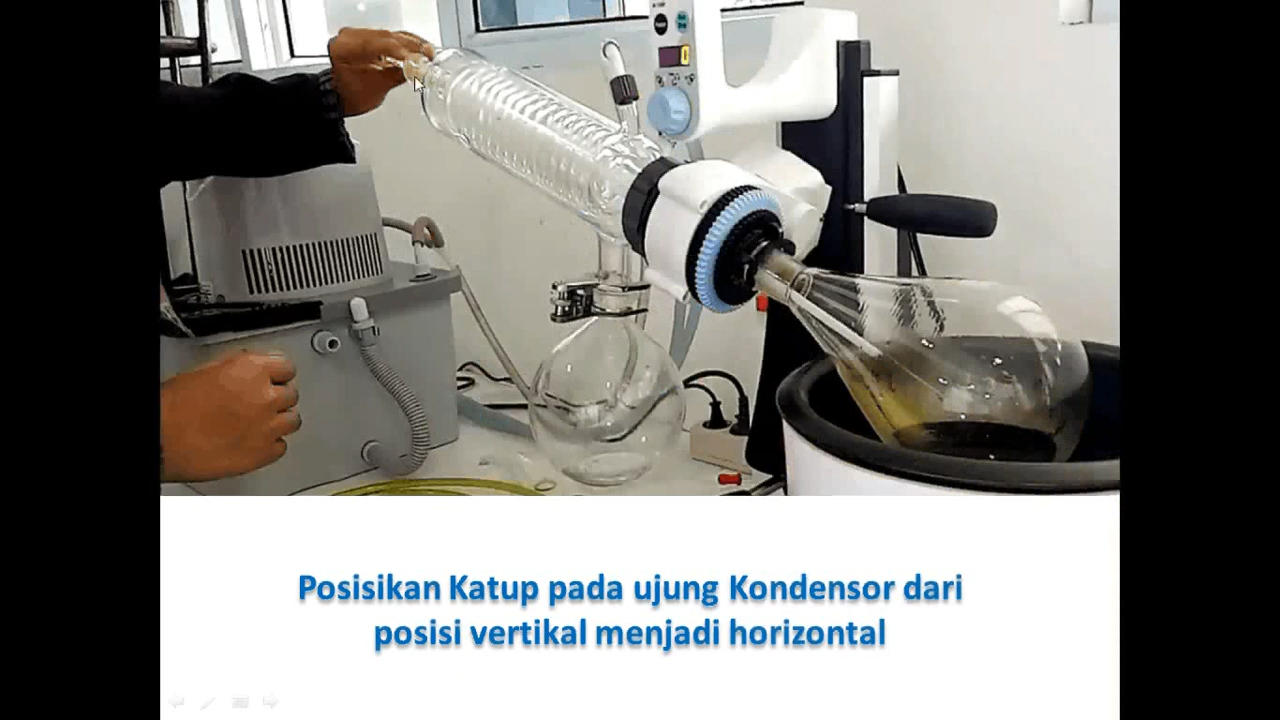 Posisikan Katup pada ujung Kondensor dari
posisi vertikal menjadi horizontal